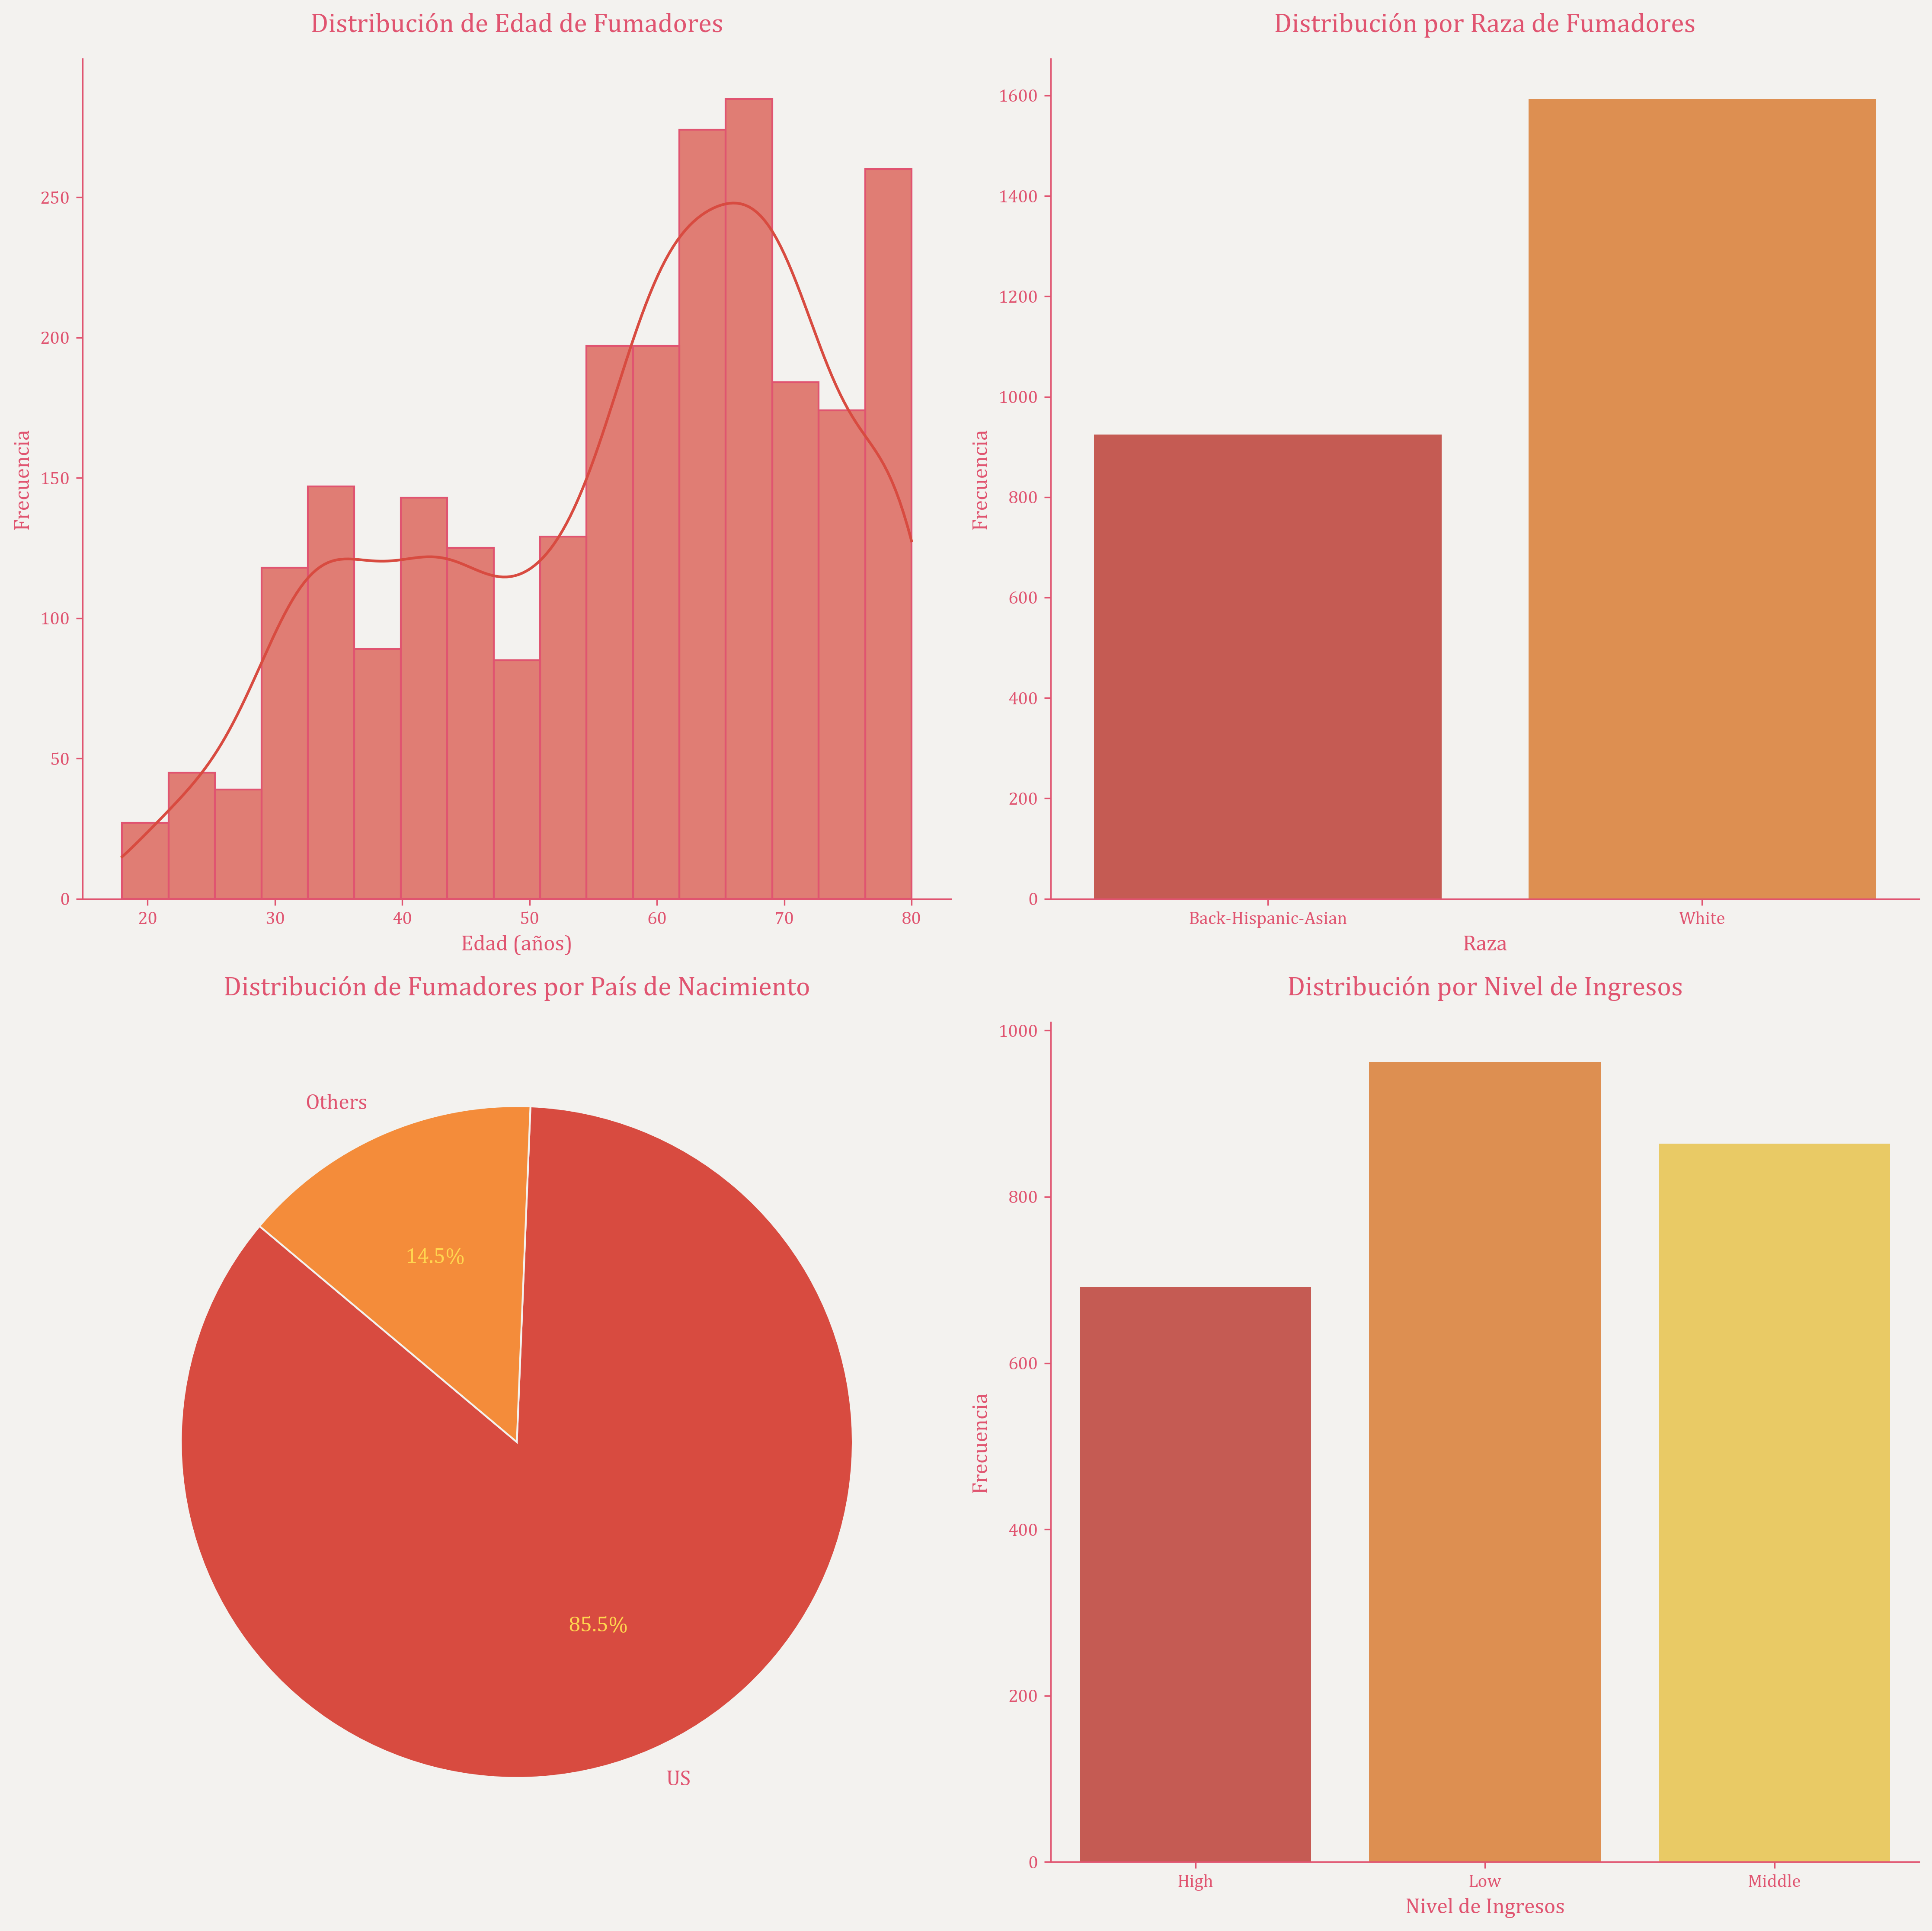 Distribución de Edad de Fumadores
Frecuencia
250
200
150
100
50
0
20 30 40 50 60 70 80
Edad (años)
Distribución por Raza de Fumadores
Frecuencia
1600
1400
1200
1000
800
600
400
200
0
Back-Hispanic-Asian White
Raza
Distribución de Fumadores por País de Nacimiento
Others
14.5%
85.5%
US
Distribución por Nivel de Ingresos
Frecuencia
1000
800
600
400
200
0
High Low Middle
Nivel de Ingresos